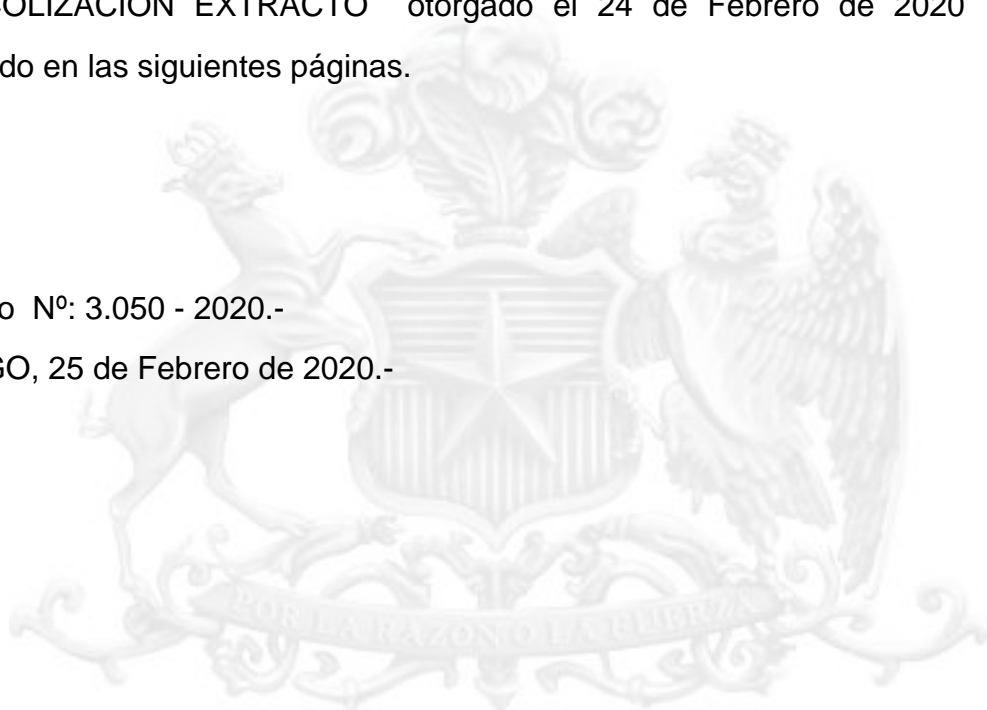 OLIZACION EXTRACTO otorgado el 24 de Febrero de 2020
do en las siguientes páginas.
o Nº: 3.050 - 2020.-
GO, 25 de Febrero de 2020.-
POR LA RAZON O LA FUERZA